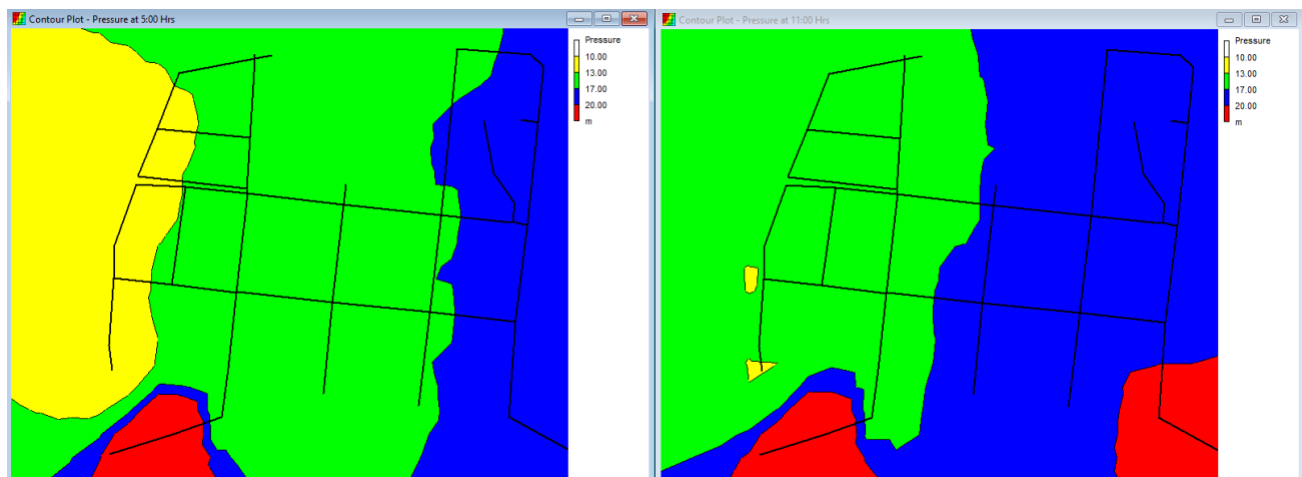 Contour Plot - Pressure at 5:00 Hrs
Pressure
10.00
13.00
17.00
20.00
m
Contour Plot - Pressure at 11:00 Hrs
Pressure
10.00
13.00
17.00
20.00
m